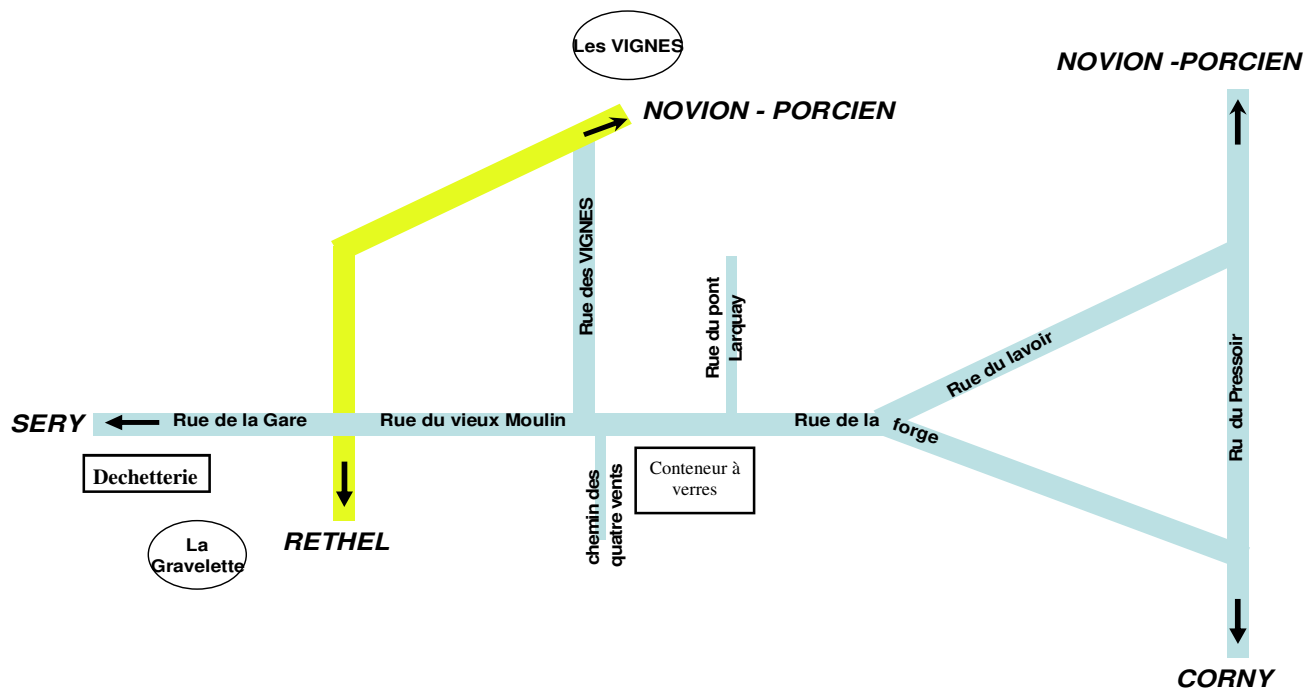 Les VIGNES
NOVION -PORCIEN
NOVION - PORCIEN
Rue des VIGNES
Rue du pont
Larquay
Rue du lavoir
Ru du Pressoir
SERY
Rue de la Gare
Rue du vieux Moulin
Rue de la forge
Dechetterie
Conteneur à
verres
chemin des
quatre vents
La
Gravelette
RETHEL
CORNY